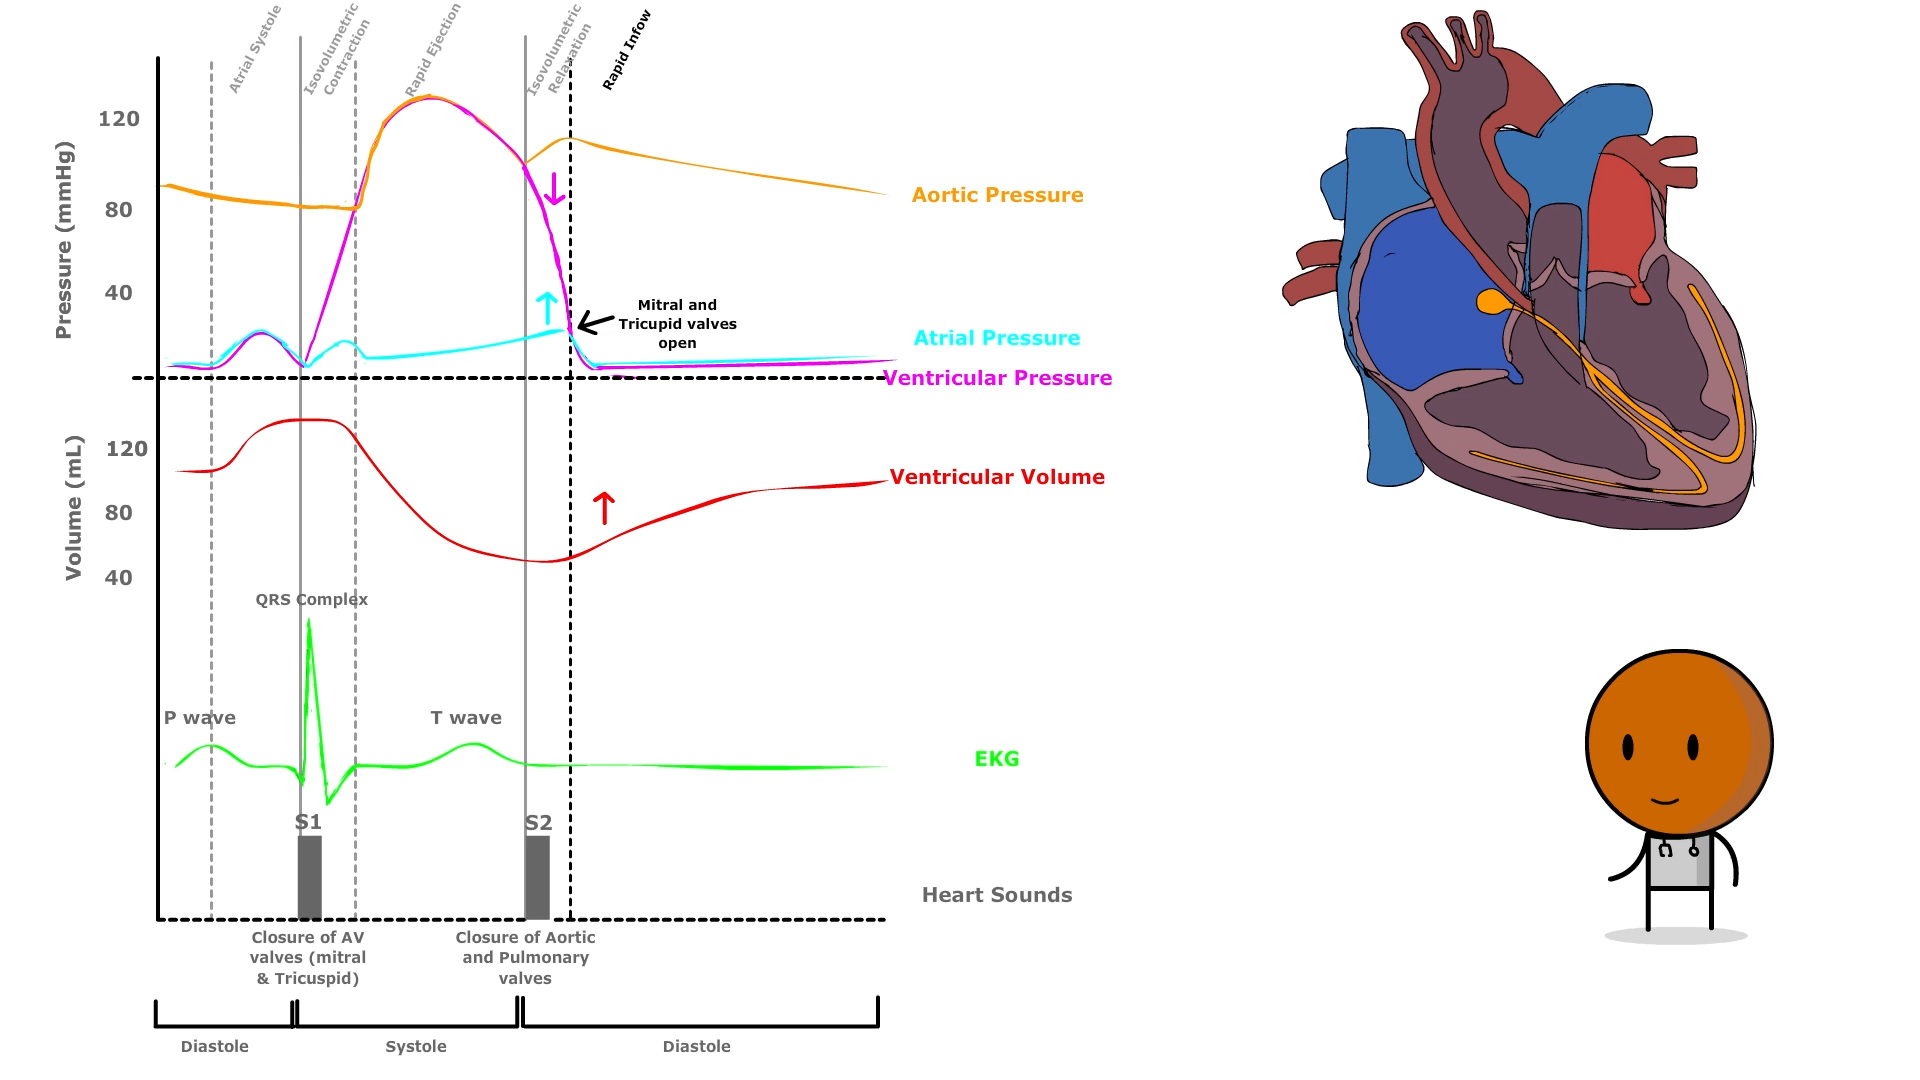 Atrial Systole
Isovolumetric
Contraction
Rapid Ejection
Isovolumetric
Relaxation
Rapid Infow
Pressure (mmHg)
120
80
40
Aortic Pressure
Mitral and
Tricupid valves
open
Atrial Pressure
Ventricular Pressure
Volume (mL)
120
80
40
Ventricular Volume
QRS Complex
P wave
T wave
EKG
S1
S2
Heart Sounds
Closure of AV
valves (mitral
& Tricuspid)
Closure of Aortic
and Pulmonary
valves
Diastole
Systole
Diastole